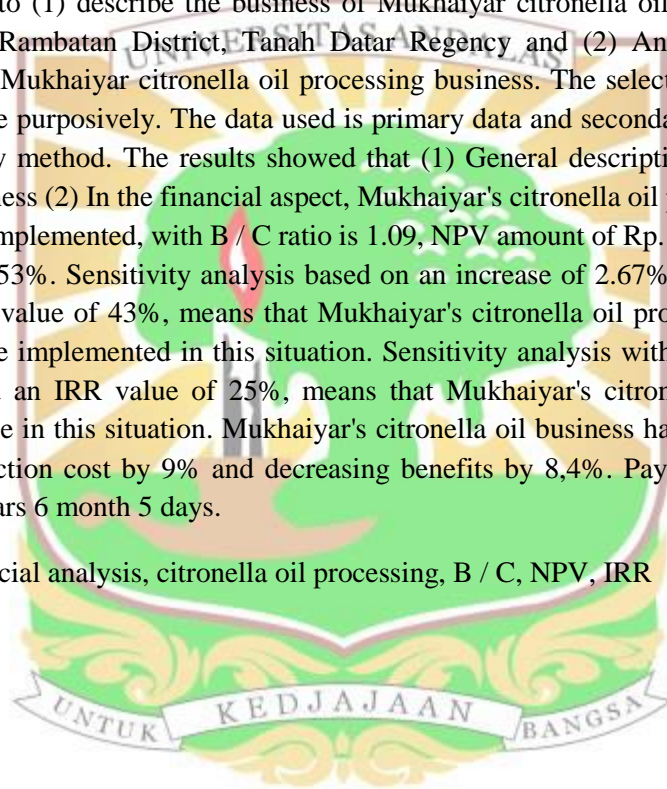 to (1) describe the business of Mukhaiyar citronella oil
Rambatan District, Tanah Datar Regency and (2) An
Mukhaiyar citronella oil processing business. The select
e purposively. The data used is primary data and seconda
y method. The results showed that (1) General descripti
ness (2) In the financial aspect, Mukhaiyar's citronella oil
mplemented, with B / C ratio is 1.09, NPV amount of Rp.
53%. Sensitivity analysis based on an increase of 2.67%
value of 43%, means that Mukhaiyar's citronella oil pro
e implemented in this situation. Sensitivity analysis with
an IRR value of 25%, means that Mukhaiyar's citron
e in this situation. Mukhaiyar's citronella oil business ha
ction cost by 9% and decreasing benefits by 8,4%. Pay
ars 6 month 5 days.
cial analysis, citronella oil processing, B / C, NPV, IRR
UNIVERSITAS ANDALAS
UNTUK KEDJAJAAN BANGSA